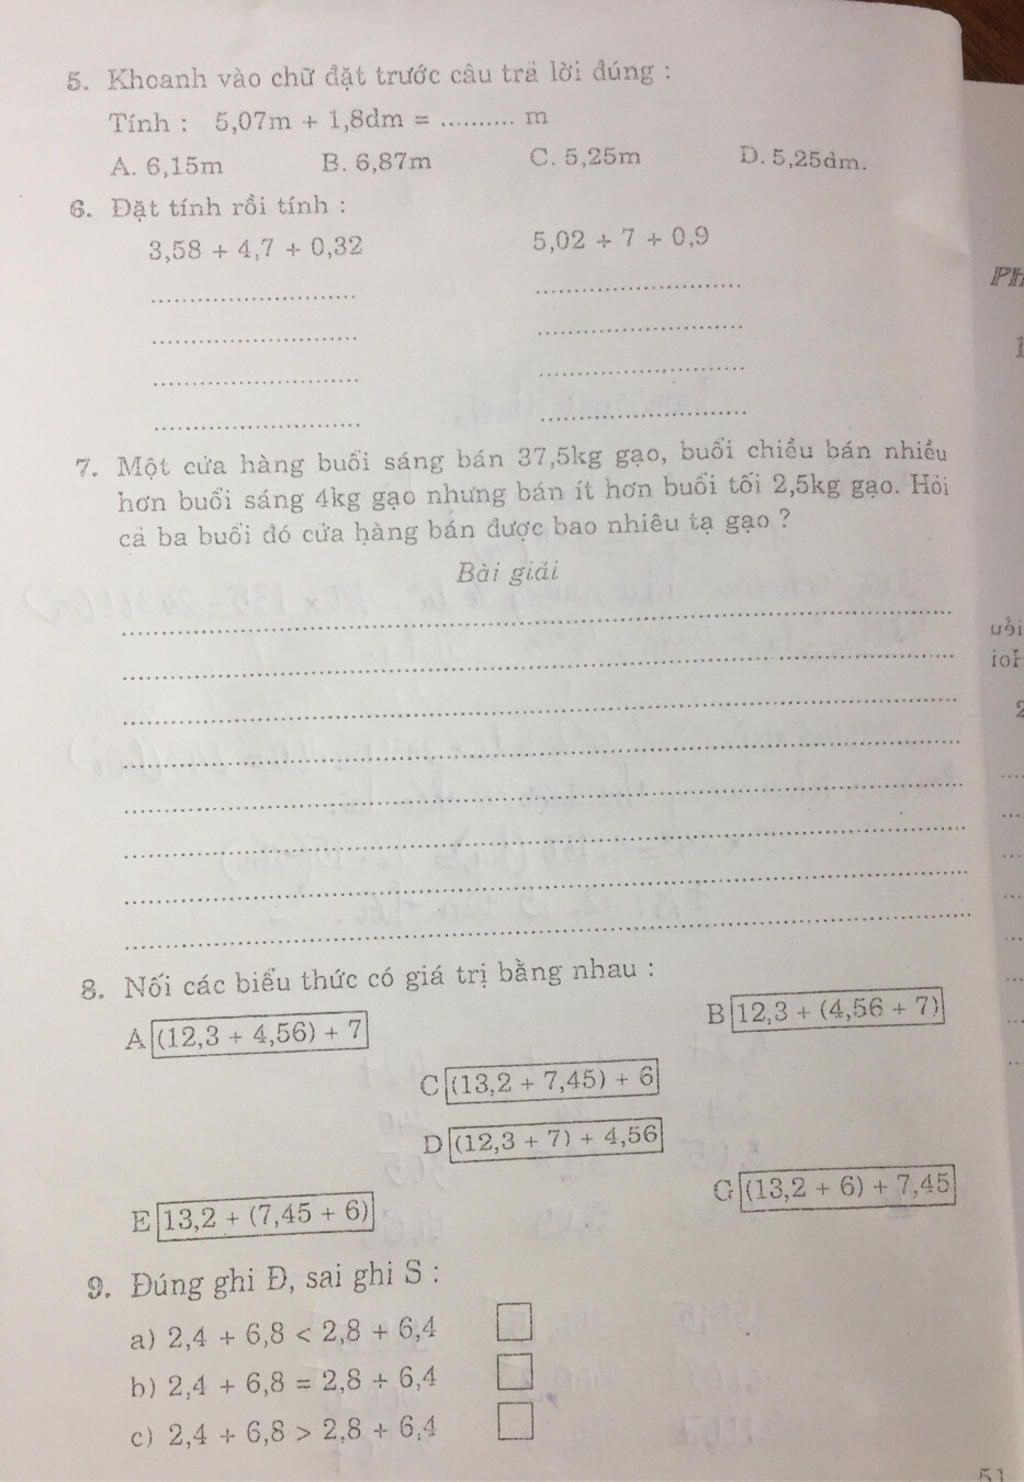 5. Khoanh vào chữ đặt trước câu trả lời đúng :
Tính : 5,07m + 1,8dm = .......... m
A. 6,15m B. 6,87m C. 5,25m D. 5,25dm.
6. Đặt tính rồi tính :
3,58 + 4,7 + 0,32 5,02 + 7 + 0,9
7. Một cửa hàng buổi sáng bán 37,5kg gạo, buổi chiều bán nhiều
hơn buổi sáng 4kg gạo nhưng bán ít hơn buổi tối 2,5kg gạo. Hỏi
cả ba buổi đó cửa hàng bán được bao nhiêu tạ gạo ?
Bài giải
8. Nối các biểu thức có giá trị bằng nhau :
A (12,3 + 4,56) + 7 B 12,3 + (4,56 + 7)
C (13,2 + 7,45) + 6
D (12,3 + 7) + 4,56
E 13,2 + (7,45 + 6) G (13,2 + 6) + 7,45
9. Đúng ghi Đ, sai ghi S :
a) 2,4 + 6,8 < 2,8 + 6,4
b) 2,4 + 6,8 = 2,8 + 6,4
c) 2,4 + 6,8 > 2,8 + 6,4
51